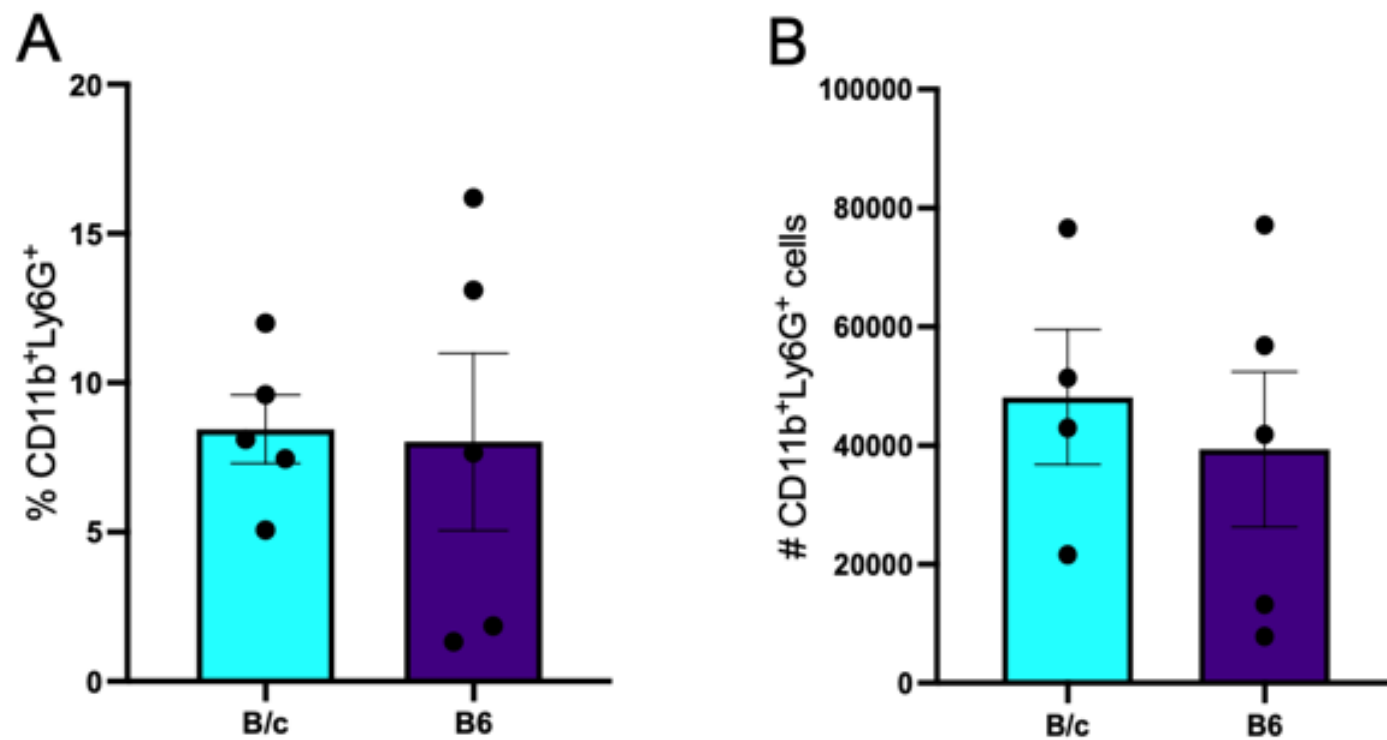 A
% CD11b⁺Ly6G⁺
20
15
10
5
0
B/c B6
B
# CD11b⁺Ly6G⁺ cells
100000
80000
60000
40000
20000
0
B/c B6